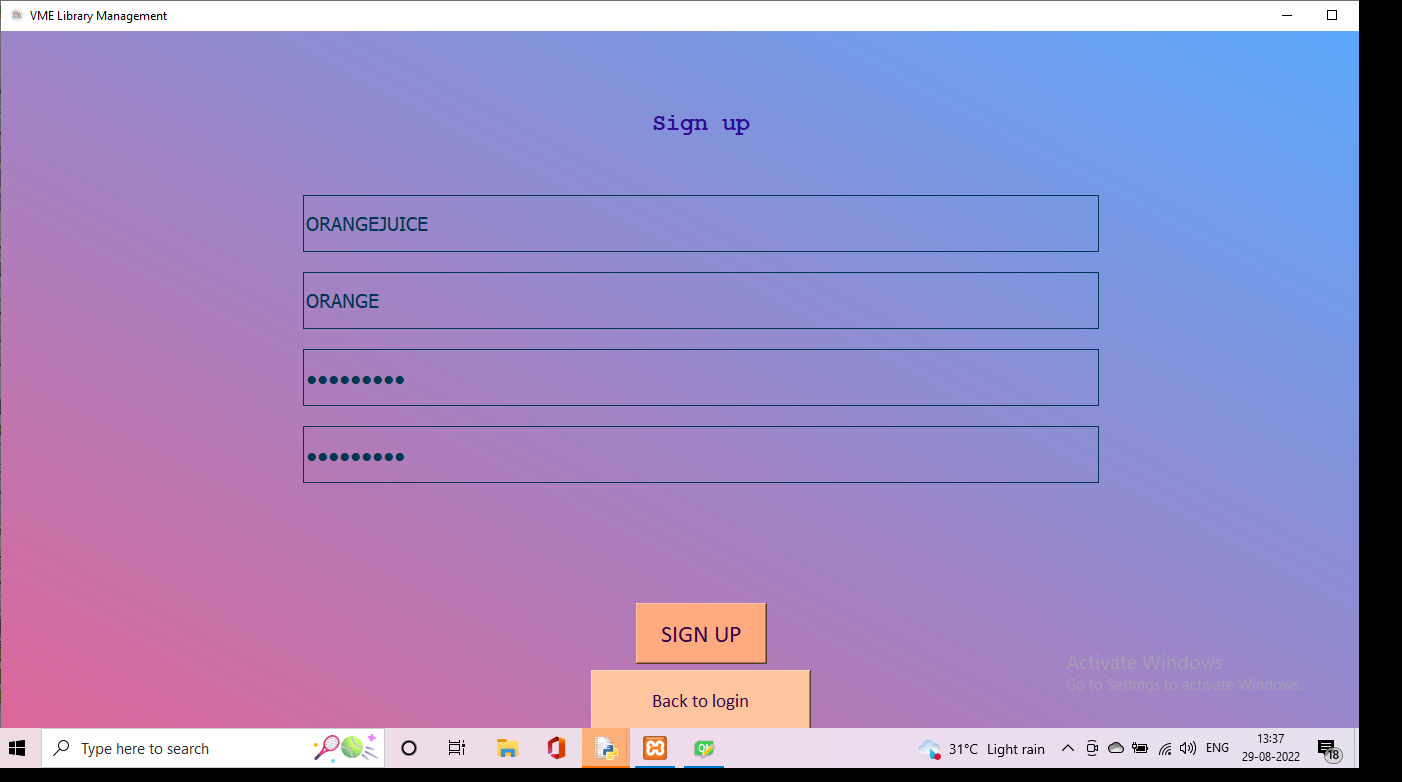 VME Library Management
Sign up
ORANGEJUICE
ORANGE
•••••••••
•••••••••
SIGN UP
Activate Windows
Go to Settings to activate Windows.
Back to login
Type here to search
31°C Light rain
ENG
13:37
29-08-2022
18